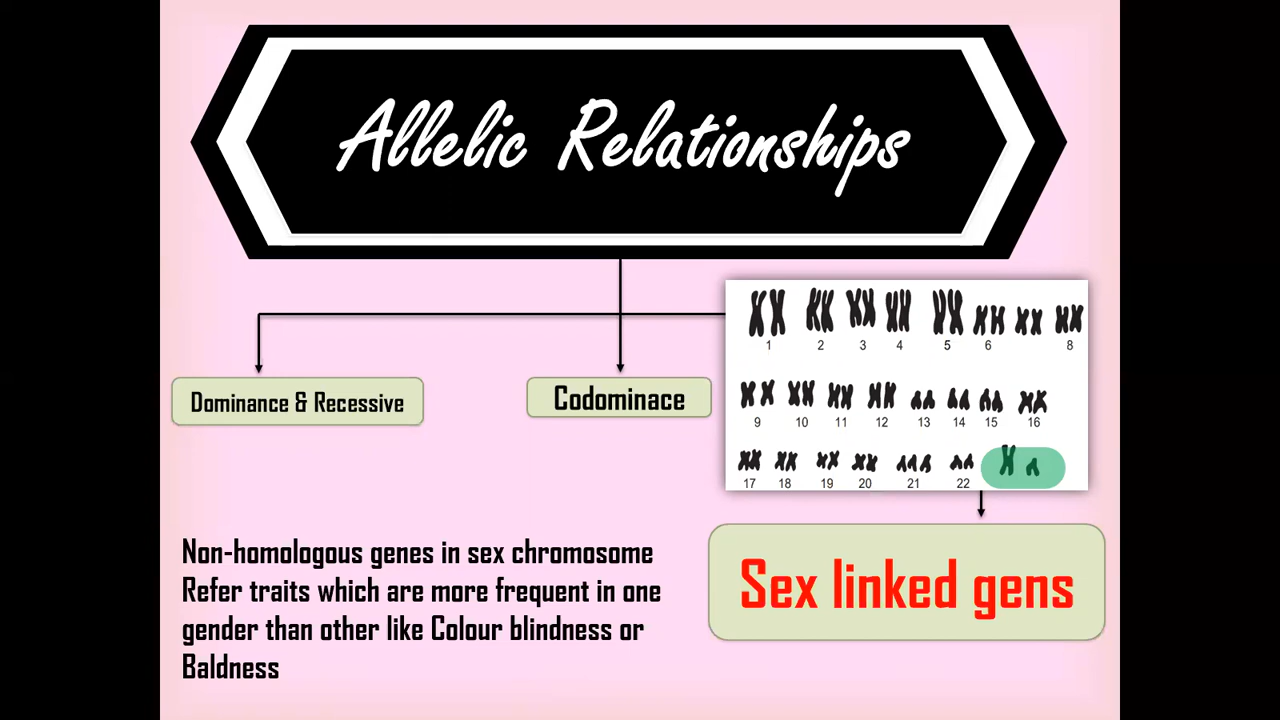 Allelic Relationships
1 2 3 4 5 6 8
9 10 11 12 13 14 15 16
17 18 19 20 21 22
Dominance & Recessive
Codominace
Sex linked gens
Non-homologous genes in sex chromosome
Refer traits which are more frequent in one
gender than other like Colour blindness or
Baldness